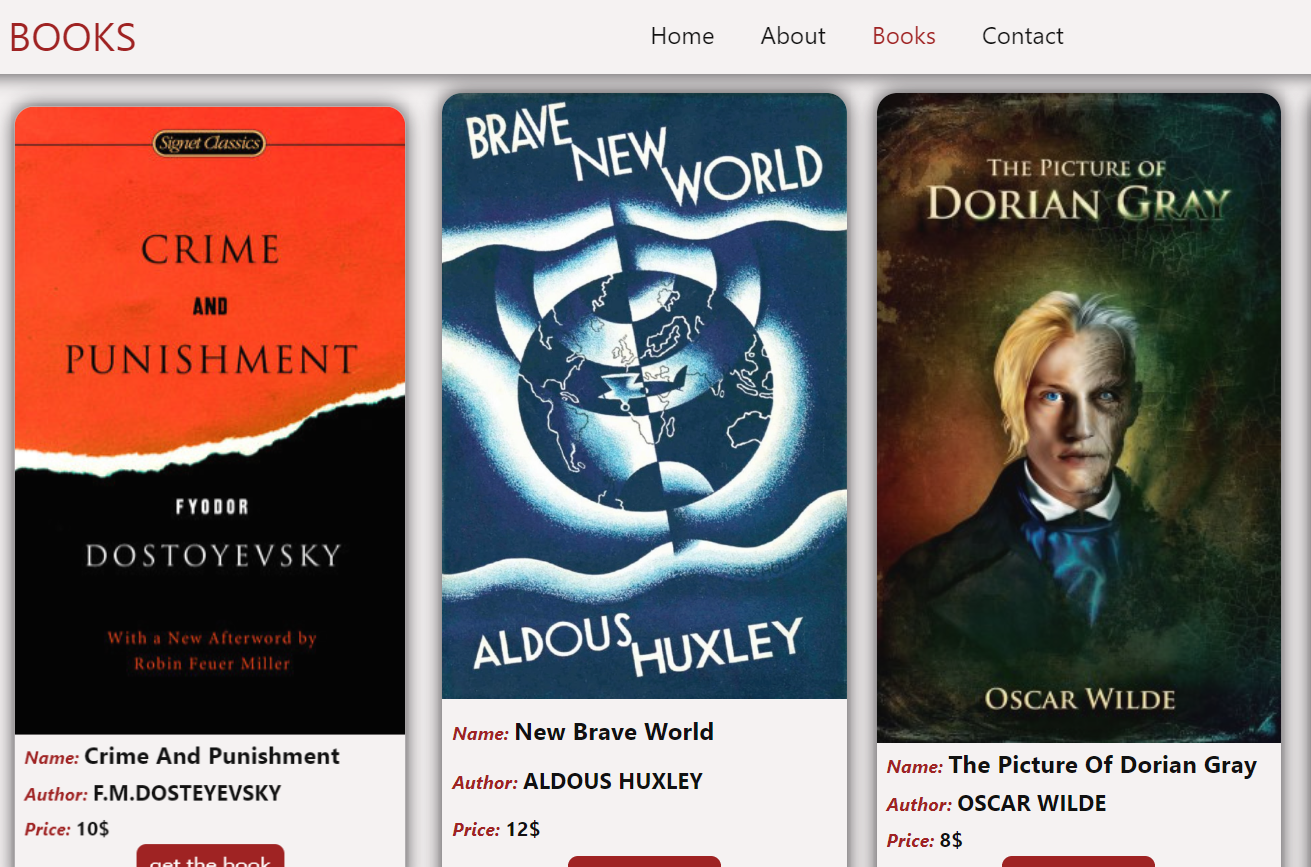 BOOKS
Home About Books Contact
Signet Classics
CRIME
AND
PUNISHMENT
FYODOR
DOSTOYEVSKY
With a New Afterword by
Robin Feuer Miller
Name: Crime And Punishment
Author: F.M.DOSTEYEVSKY
Price: 10$
get the book
BRAVE
NEW
WORLD
ALDOUS
HUXLEY
Name: New Brave World
Author: ALDOUS HUXLEY
Price: 12$
THE PICTURE OF
DORIAN GRAY
OSCAR WILDE
Name: The Picture Of Dorian Gray
Author: OSCAR WILDE
Price: 8$